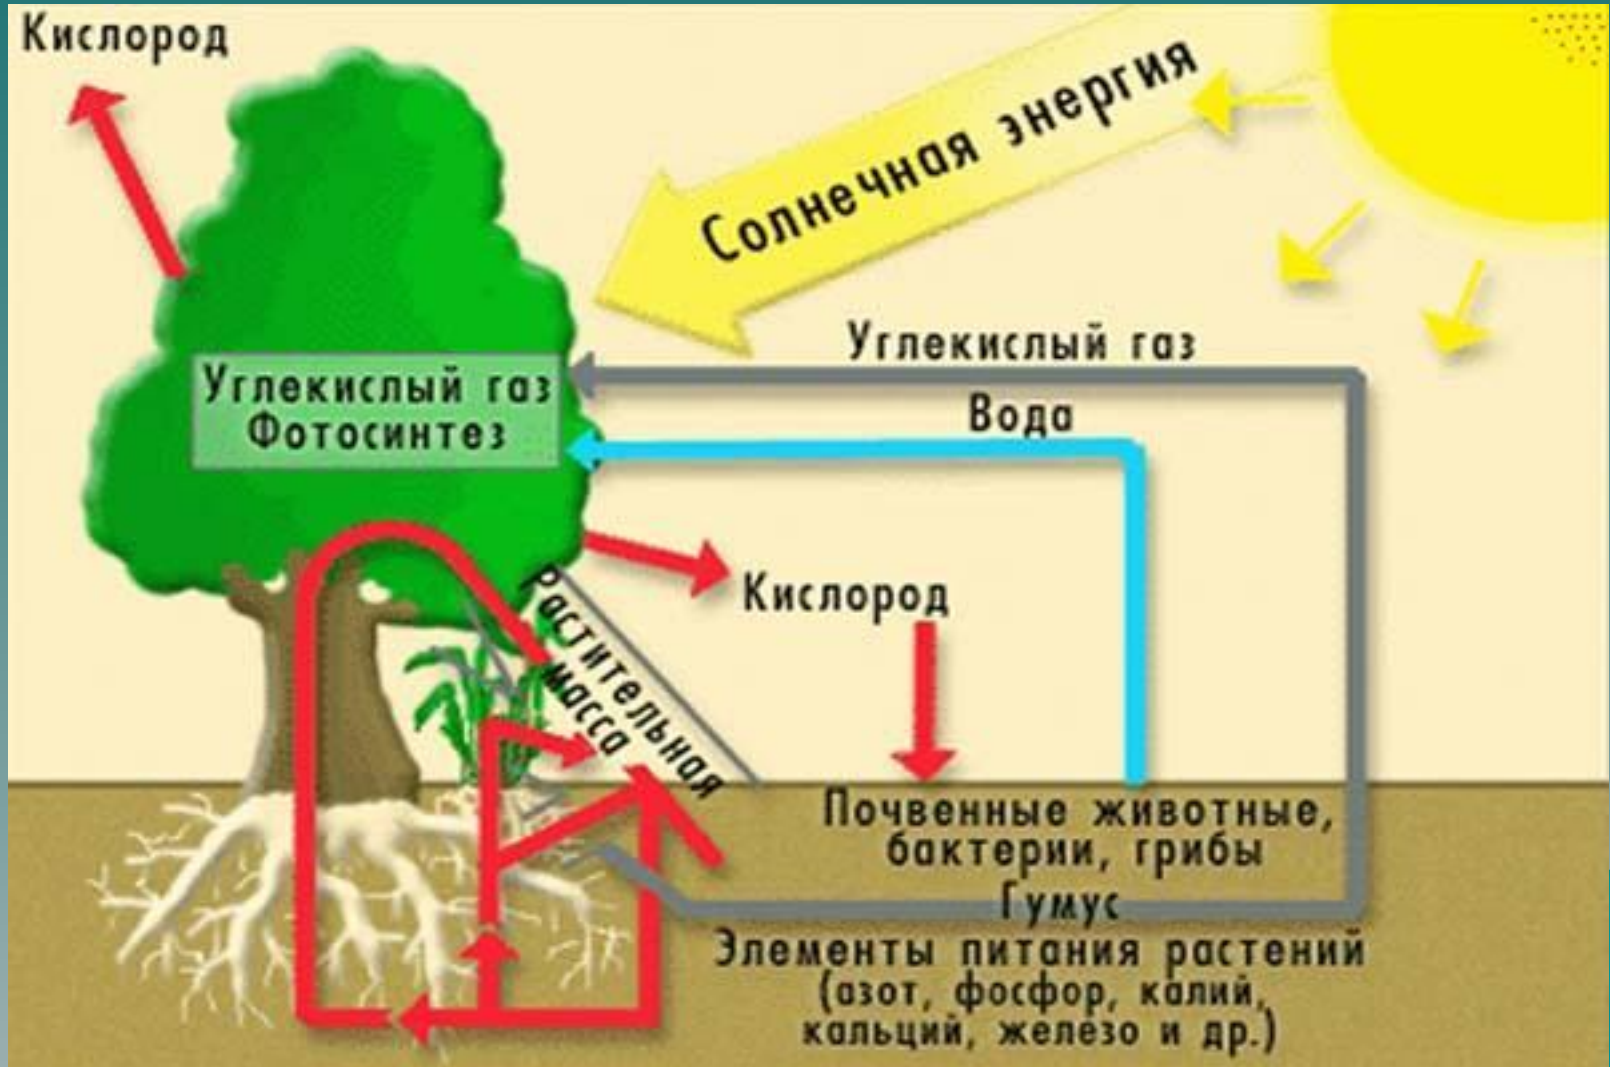 Кислород
Солнечная энергия
Углекислый газ
Вода
Углекислый газ
Фотосинтез
Кислород
Растительная
масса
Почвенные животные,
бактерии, грибы
Гумус
Элементы питания растений
(азот, фосфор, калий,
кальций, железо и др.)